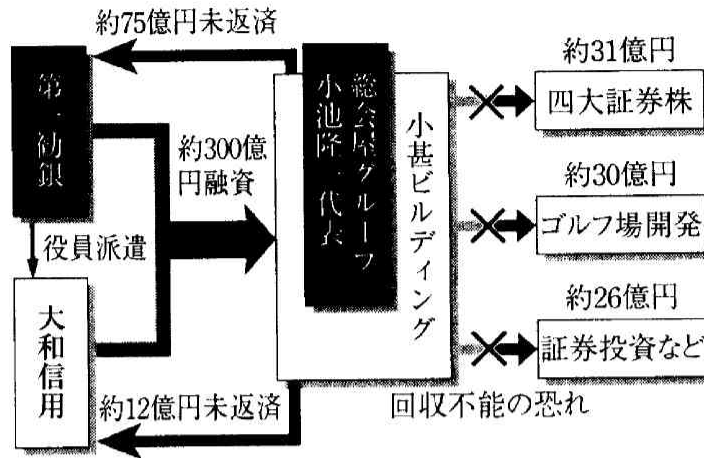 約75億円未返済
第一勧銀
総会屋グループ
小池隆一代表
小甚ビルディング
約300億
円融資
役員派遣
大和信用
約12億円未返済
約31億円
四大証券株
約30億円
ゴルフ場開発
約26億円
証券投資など
回収不能の恐れ